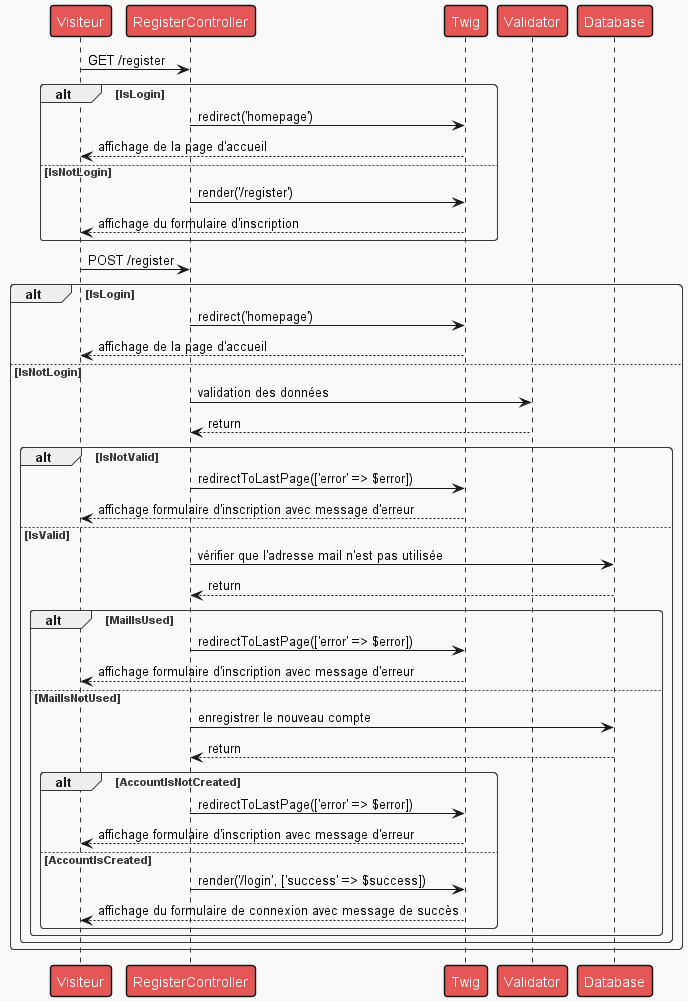 Visiteur RegisterController Twig Validator Database
GET /register
alt [IsLogin]
redirect('homepage')
affichage de la page d'accueil
[IsNotLogin]
render('/register')
affichage du formulaire d'inscription
POST /register
alt [IsLogin]
redirect('homepage')
affichage de la page d'accueil
[IsNotLogin]
validation des données
return
alt [IsNotValid]
redirectToLastPage(['error' => $error])
affichage formulaire d'inscription avec message d'erreur
[IsValid]
vérifier que l'adresse mail n'est pas utilisée
return
alt [MailIsUsed]
redirectToLastPage(['error' => $error])
affichage formulaire d'inscription avec message d'erreur
[MailIsNotUsed]
enregistrer le nouveau compte
return
alt [AccountIsNotCreated]
redirectToLastPage(['error' => $error])
affichage formulaire d'inscription avec message d'erreur
[AccountIsCreated]
render('/login', ['success' => $success])
affichage du formulaire de connexion avec message de succès
Visiteur RegisterController Twig Validator Database